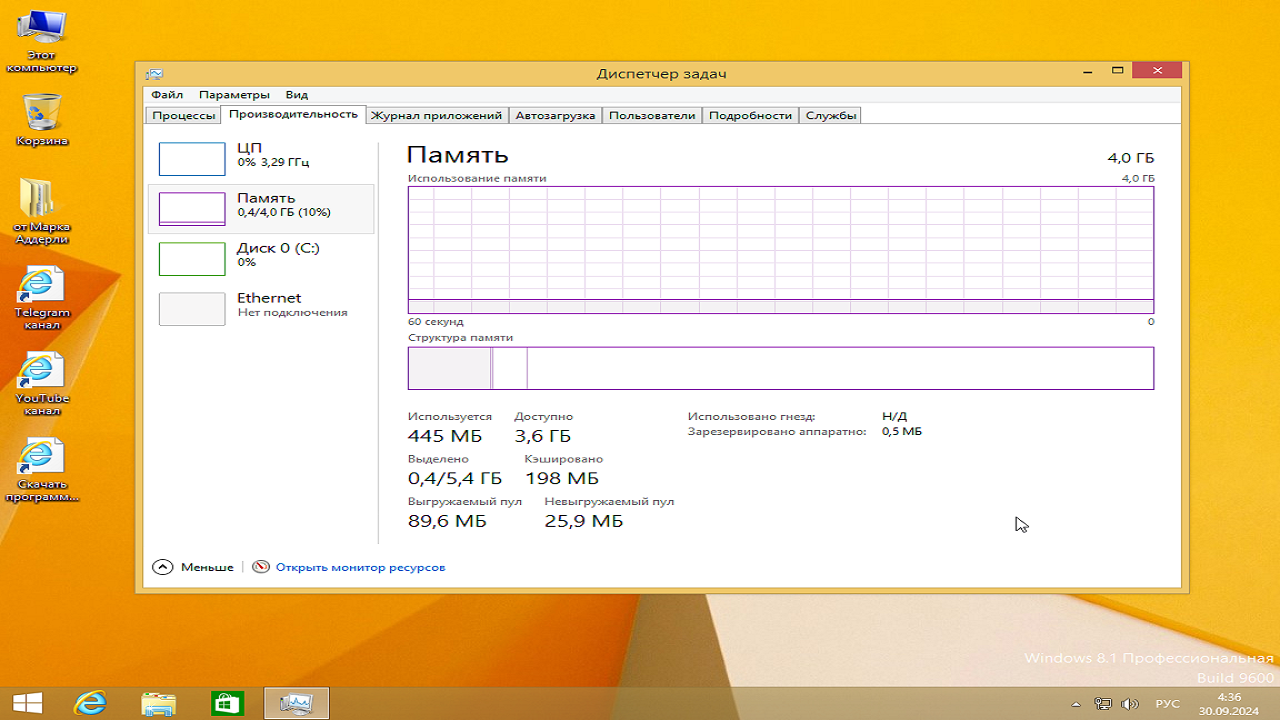 Этот
компьютер
Корзина
от Марка
Аддерли
Telegram
канал
YouTube
канал
Скачать
программ...
Диспетчер задач
Файл Параметры Вид
Процессы Производительность Журнал приложений Автозагрузка Пользователи Подробности Службы
ЦП
0% 3,29 ГГц
Память
0,4/4,0 ГБ (10%)
Диск 0 (C:)
0%
Ethernet
Нет подключения
Память 4,0 ГБ
Использование памяти 4,0 ГБ
60 секунд 0
Структура памяти
Используется Доступно
445 МБ 3,6 ГБ
Выделено Кэшировано
0,4/5,4 ГБ 198 МБ
Выгружаемый пул Невыгружаемый пул
89,6 МБ 25,9 МБ
Использовано гнезд: Н/Д
Зарезервировано аппаратно: 0,5 МБ
Меньше Открыть монитор ресурсов
Windows 8.1 Профессиональная
Build 9600
РУС
4:36
30.09.2024